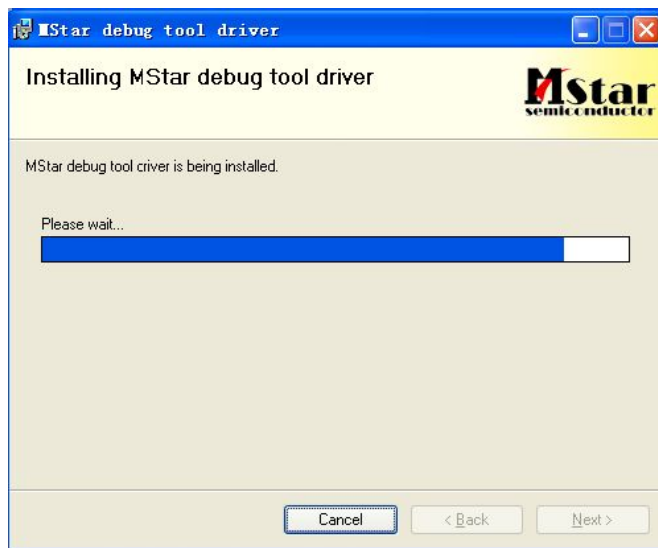 MStar debug tool driver
Installing MStar debug tool driver
MStar
semiconductor
MStar debug tool criver is being installed.
Please wait...
Cancel
< Back
Next >